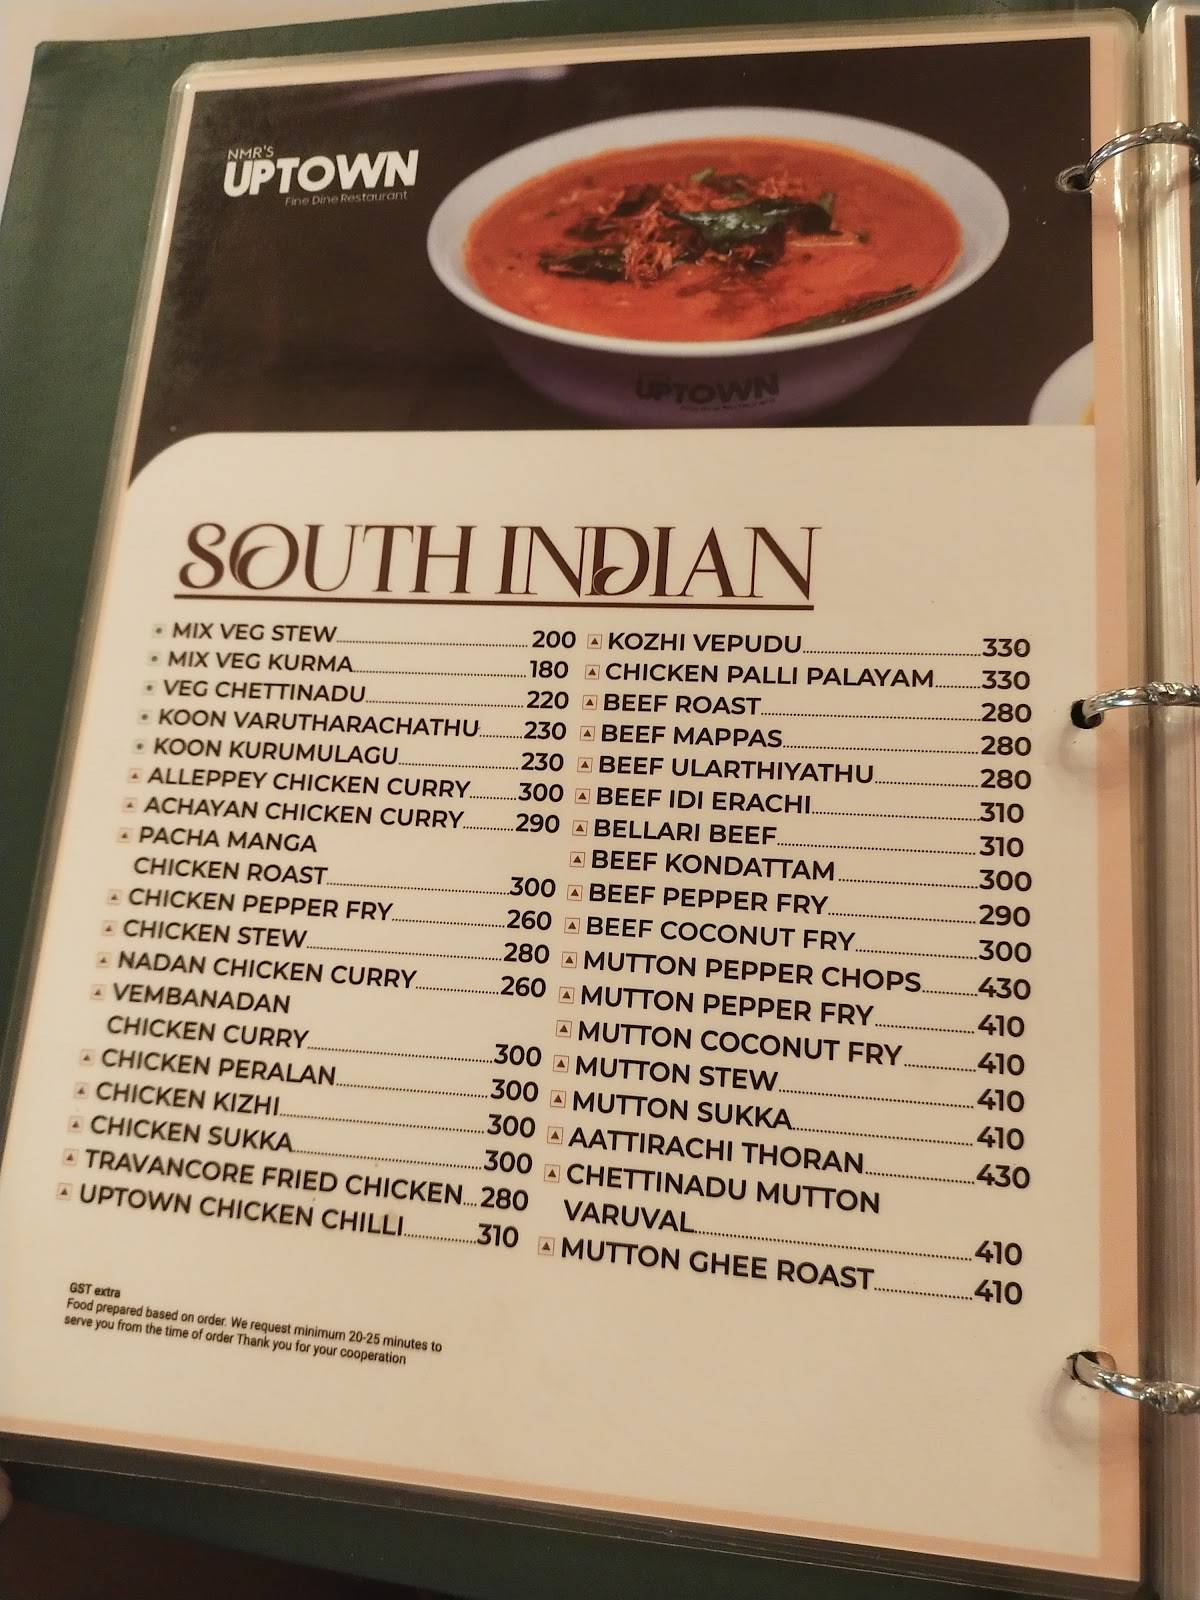 NMR'S
UPTOWN
Fine Dine Restaurant
UPTOWN
SOUTH INDIAN
MIX VEG STEW 200
MIX VEG KURMA 180
VEG CHETTINADU 220
KOON VARUTHARACHATHU 230
KOON KURUMULAGU 230
ALLEPPEY CHICKEN CURRY 300
ACHAYAN CHICKEN CURRY 290
PACHA MANGA
CHICKEN ROAST 300
CHICKEN PEPPER FRY 260
CHICKEN STEW 280
NADAN CHICKEN CURRY 260
VEMBANADAN
CHICKEN CURRY 300
CHICKEN PERALAN 300
CHICKEN KIZHI 300
CHICKEN SUKKA 300
TRAVANCORE FRIED CHICKEN 280
UPTOWN CHICKEN CHILLI 310
KOZHI VEPUDU 330
CHICKEN PALLI PALAYAM 330
BEEF ROAST 280
BEEF MAPPAS 280
BEEF ULARTHIYATHU 280
BEEF IDI ERACHI 310
BELLARI BEEF 310
BEEF KONDATTAM 300
BEEF PEPPER FRY 290
BEEF COCONUT FRY 300
MUTTON PEPPER CHOPS 430
MUTTON PEPPER FRY 410
MUTTON COCONUT FRY 410
MUTTON STEW 410
MUTTON SUKKA 410
AATTIRACHI THORAN 430
CHETTINADU MUTTON
VARUVAL 410
MUTTON GHEE ROAST 410
GST extra
Food prepared based on order. We request minimum 20-25 minutes to
serve you from the time of order Thank you for your cooperation